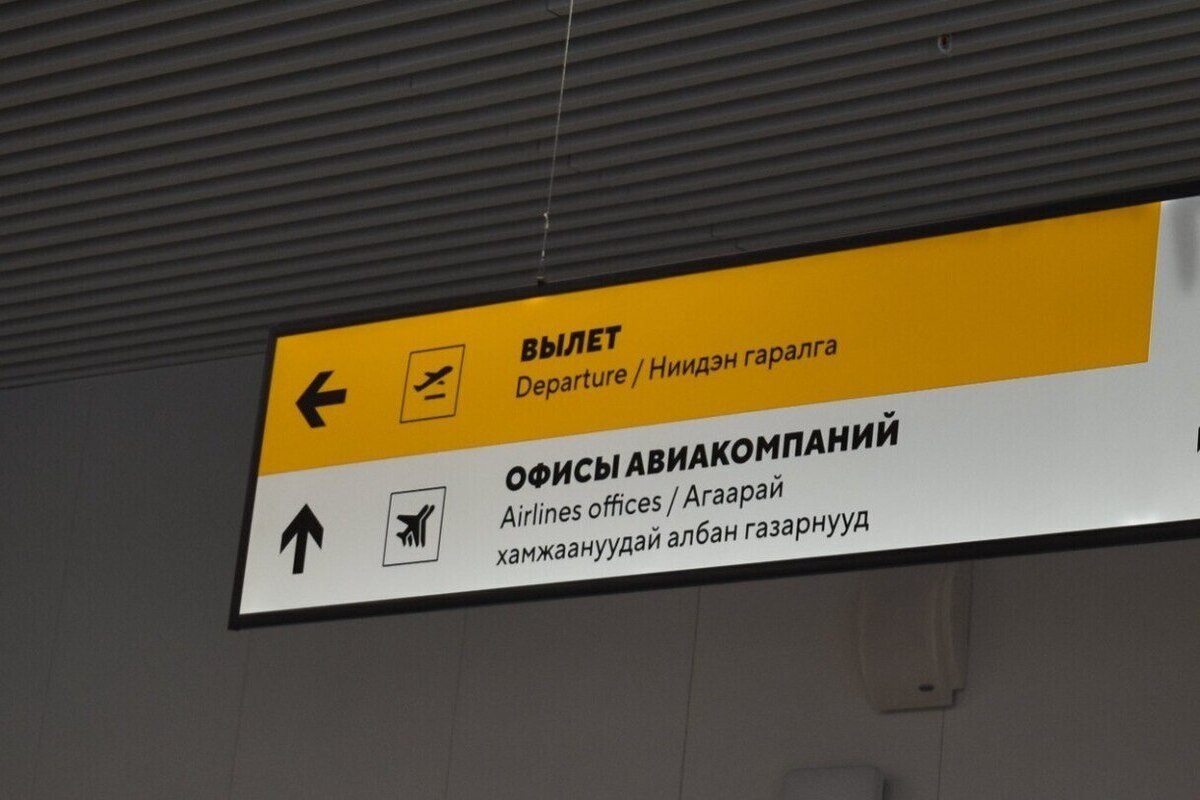 ВЫЛЕТ
Departure / Ниидэн гаралга
ОФИСЫ АВИАКОМПАНИЙ
Airlines offices / Агаарай
хамжаануудай албан газарнууд